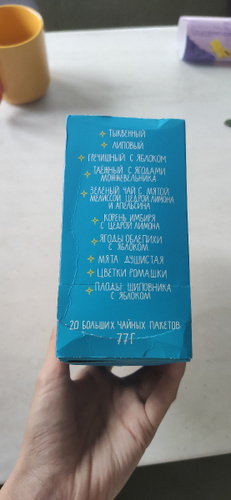 ТЫКВЕННЫЙ
ЛИПОВЫЙ
ГРЕЧИШНЫЙ С ЯБЛОКОМ
ТАЁЖНЫЙ С ЯГОДАМИ
МОЖЖЕВЕЛЬНИКА
ЗЕЛЕНЫЙ ЧАЙ С МЯТОЙ,
МЕЛИССОЙ, ЦЕДРОЙ ЛИМОНА
И АПЕЛЬСИНА
КОРЕНЬ ИМБИРЯ
С ЦЕДРОЙ ЛИМОНА
ЯГОДЫ ОБЛЕПИХИ
С ЯБЛОКОМ
МЯТА ДУШИСТАЯ
ЦВЕТКИ РОМАШКИ
ПЛОДЫ ШИПОВНИКА
С ЯБЛОКОМ
20 БОЛЬШИХ ЧАЙНЫХ ПАКЕТОВ
77 Г